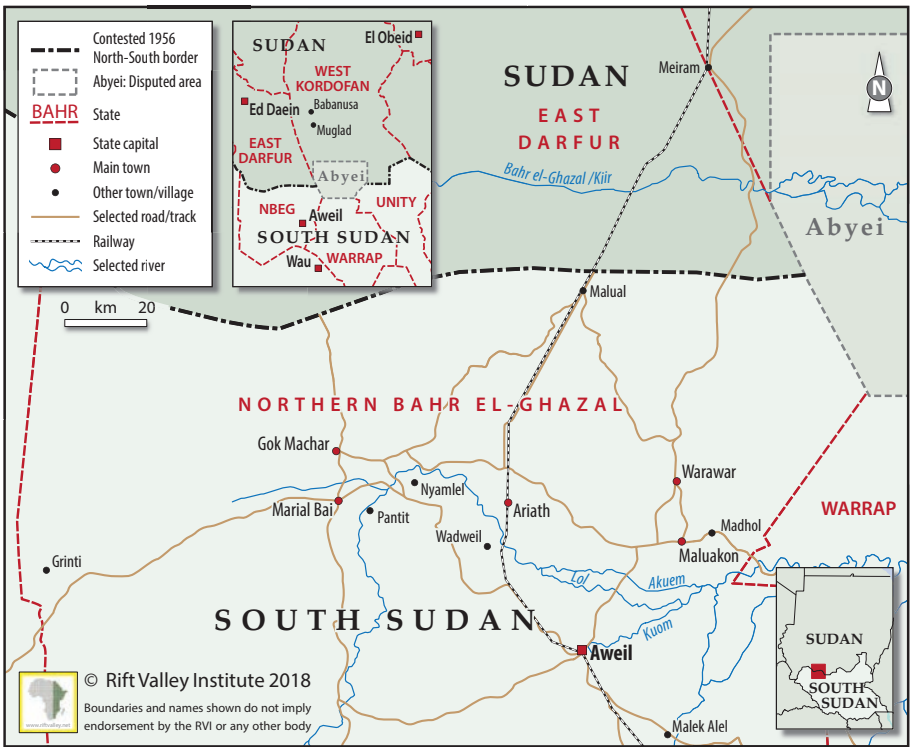 Contested 1956
North-South border
Abyei: Disputed area
BAHR
State
State capital
Main town
Other town/village
Selected road/track
Railway
Selected river
0 km 20
SUDAN
El Obeid
WEST
KORDOFAN
Ed Daein
Babanusa
Muglad
EAST
DARFUR
Abyei
NBEG
Aweil
UNITY
SOUTH SUDAN
Wau
WARRAP
SUDAN
EAST
DARFUR
Meiram
N
Bahr el-Ghazal /Kiir
Abyei
Malual
NORTHERN BAHR EL-GHAZAL
Gok Machar
Warawar
Nyamlel
Marial Bai
Pantit
Ariath
WARRAP
Wadweil
Madhol
Maluakon
Grinti
Lol
Akuem
SOUTH SUDAN
Kuom
Aweil
Malek Alel
SUDAN
SOUTH
SUDAN
© Rift Valley Institute 2018
Boundaries and names shown do not imply
endorsement by the RVI or any other body
www.riftvalley.net